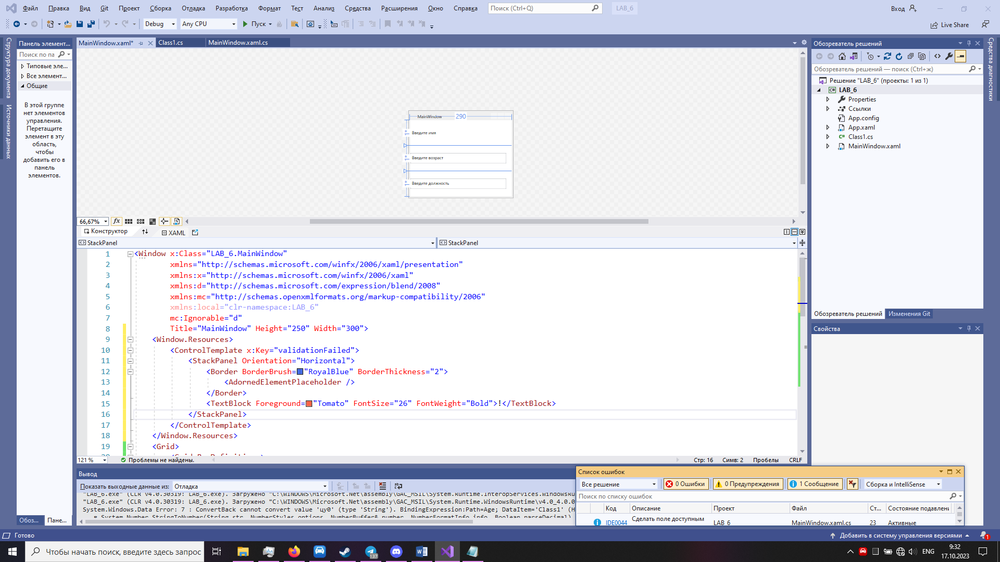 Файл Правка Вид Git Проект Сборка Отладка Разработка Формат Тест Анализ Средства Расширения Окно Справка Поиск (Ctrl+Q) LAB_6 Вход
Debug Any CPU Пуск Live Share
Структура документа
Источники данных
Панель элемент...
Поиск по па
Типовые эле...
Все элемент...
Общие
В этой группе
нет элементов
управления.
Перетащите
элемент в эту
область,
чтобы
добавить его в
панель
элементов.
Обоз... Пане...
MainWindow.xaml* Class1.cs MainWindow.xaml.cs
MainWindow 290
Введите имя
Введите возраст
Введите должность
66,67%
Конструктор XAML
StackPanel StackPanel
1 <Window x:Class="LAB_6.MainWindow"
2 xmlns="http://schemas.microsoft.com/winfx/2006/xaml/presentation"
3 xmlns:x="http://schemas.microsoft.com/winfx/2006/xaml"
4 xmlns:d="http://schemas.microsoft.com/expression/blend/2008"
5 xmlns:mc="http://schemas.openxmlformats.org/markup-compatibility/2006"
6 xmlns:local="clr-namespace:LAB_6"
7 mc:Ignorable="d"
8 Title="MainWindow" Height="250" Width="300">
9 <Window.Resources>
10 <ControlTemplate x:Key="validationFailed">
11 <StackPanel Orientation="Horizontal">
12 <Border BorderBrush="RoyalBlue" BorderThickness="2">
13 <AdornedElementPlaceholder />
14 </Border>
15 <TextBlock Foreground="Tomato" FontSize="26" FontWeight="Bold">!</TextBlock>
16 </StackPanel>
17 </ControlTemplate>
18 </Window.Resources>
19 <Grid>
121 % Проблемы не найдены. Стр: 16 Симв: 2 Пробелы CRLF
Вывод
Показать выходные данные из: Отладка
"LAB_6.exe" (CLR v4.0.30319: LAB_6.exe). Загружено "C:\WINDOWS\Microsoft.Net\assembly\GAC_MSIL\System.Runtime.InteropServices.WindowsRu
"LAB_6.exe" (CLR v4.0.30319: LAB_6.exe). Загружено "C:\WINDOWS\Microsoft.Net\assembly\GAC_MSIL\System.Runtime.WindowsRuntime\v4.0_4.0.0
System.Windows.Data Error: 7 : ConvertBack cannot convert value 'цу0' (type 'String'). BindingExpression:Path=Age; DataItem='Class1' (H
в System.Number.StringToNumber(String str, NumberStyles options, NumberBuffer& number, NumberFormatInfo info, Boolean parseDecimal)
Список ошибок
Все решение 0 Ошибки 0 Предупреждения 1 Сообщение Сборка и IntelliSense
Поиск по списку ошибок
Код Описание Проект Файл Ст... Состояние подавлени
IDE0044 Сделать поле доступным LAB_6 MainWindow.xaml.cs 23 Активные
Обозреватель решений
Обозреватель решений — поиск (Ctrl+ж)
Решение "LAB_6" (проекты: 1 из 1)
LAB_6
Properties
Ссылки
App.config
App.xaml
Class1.cs
MainWindow.xaml
Обозреватель решений Изменения Git
Свойства
Средства диагностики
Готово Добавить в систему управления версиями 1
Чтобы начать поиск, введите здесь запрос 137 ENG 9:32
17.10.2023